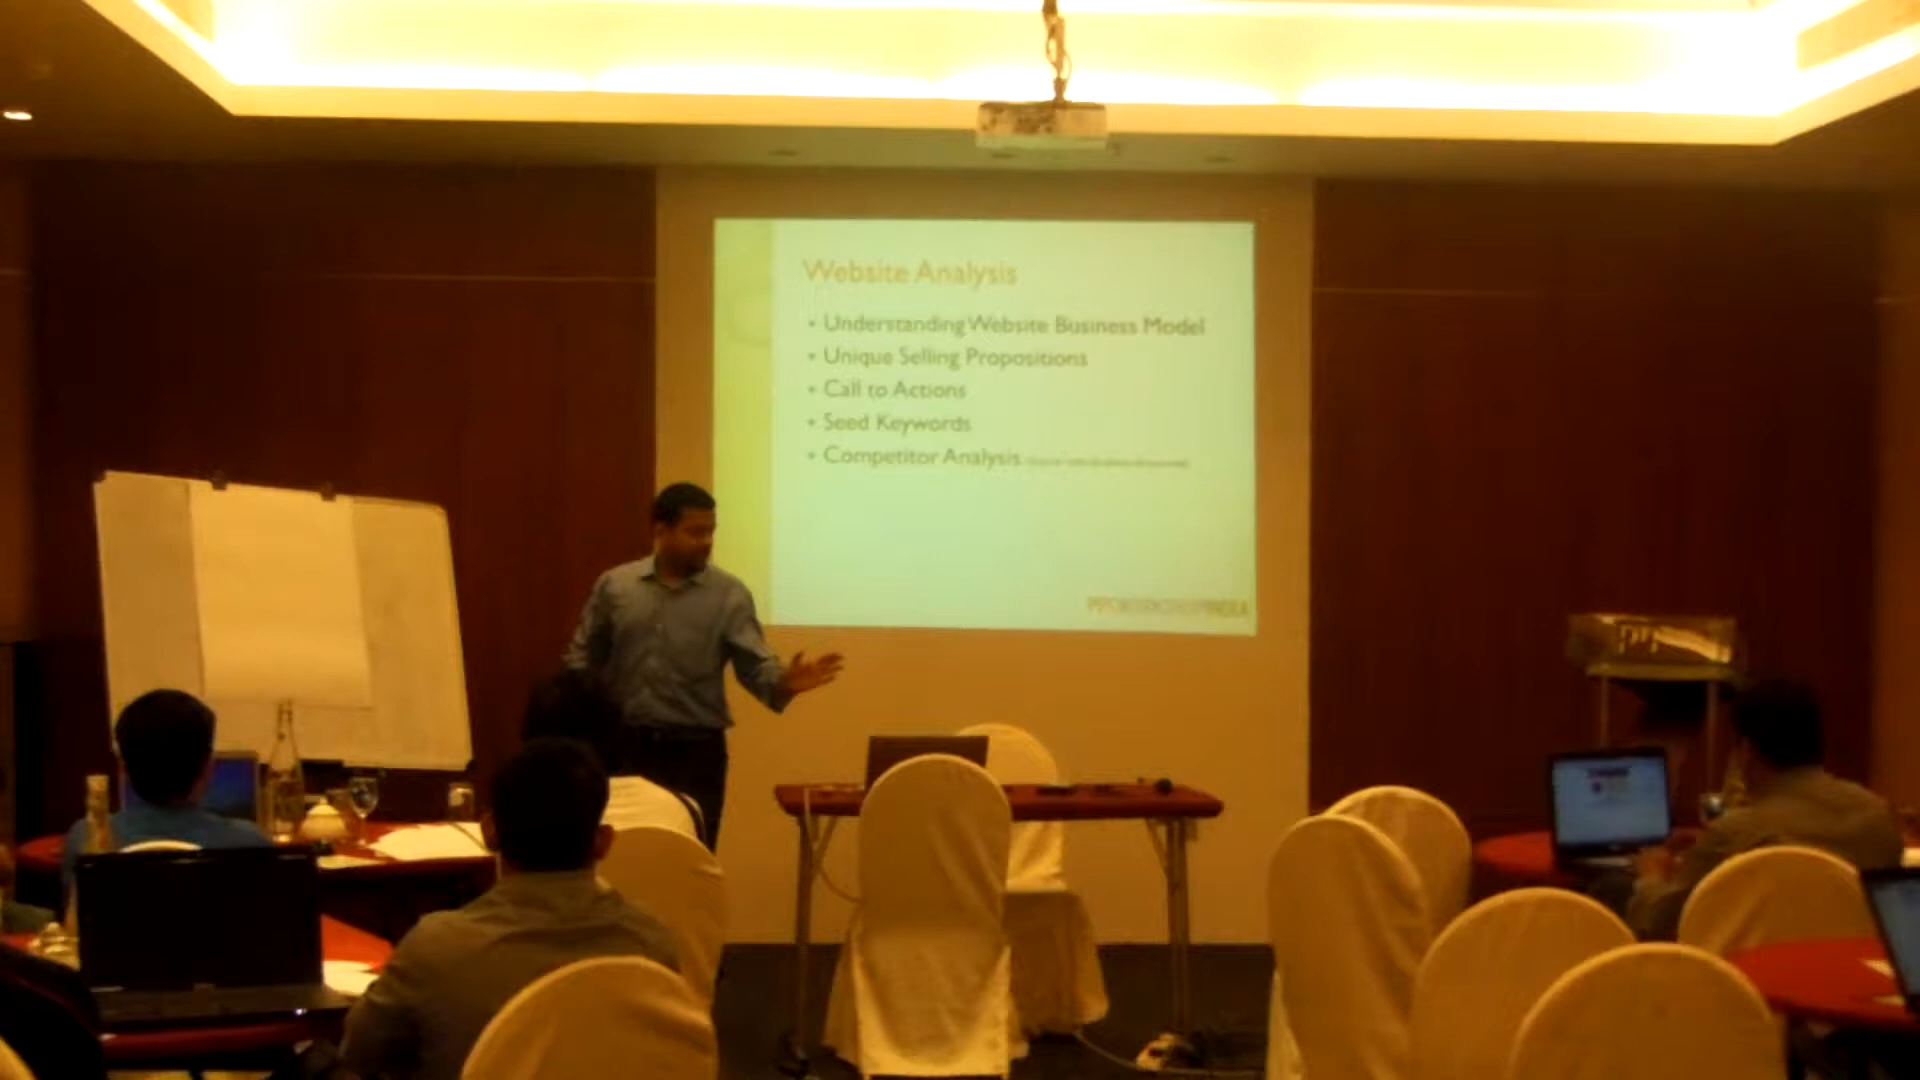 Website Analysis
• Understanding Website Business Model
• Unique Selling Propositions
• Call to Actions
• Seed Keywords
• Competitor Analysis